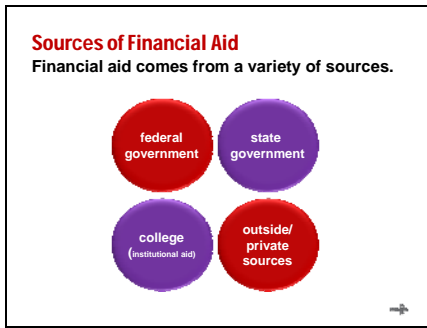 Sources of Financial Aid
Financial aid comes from a variety of sources.
federal
government
state
government
college
(institutional aid)
outside/
private
sources